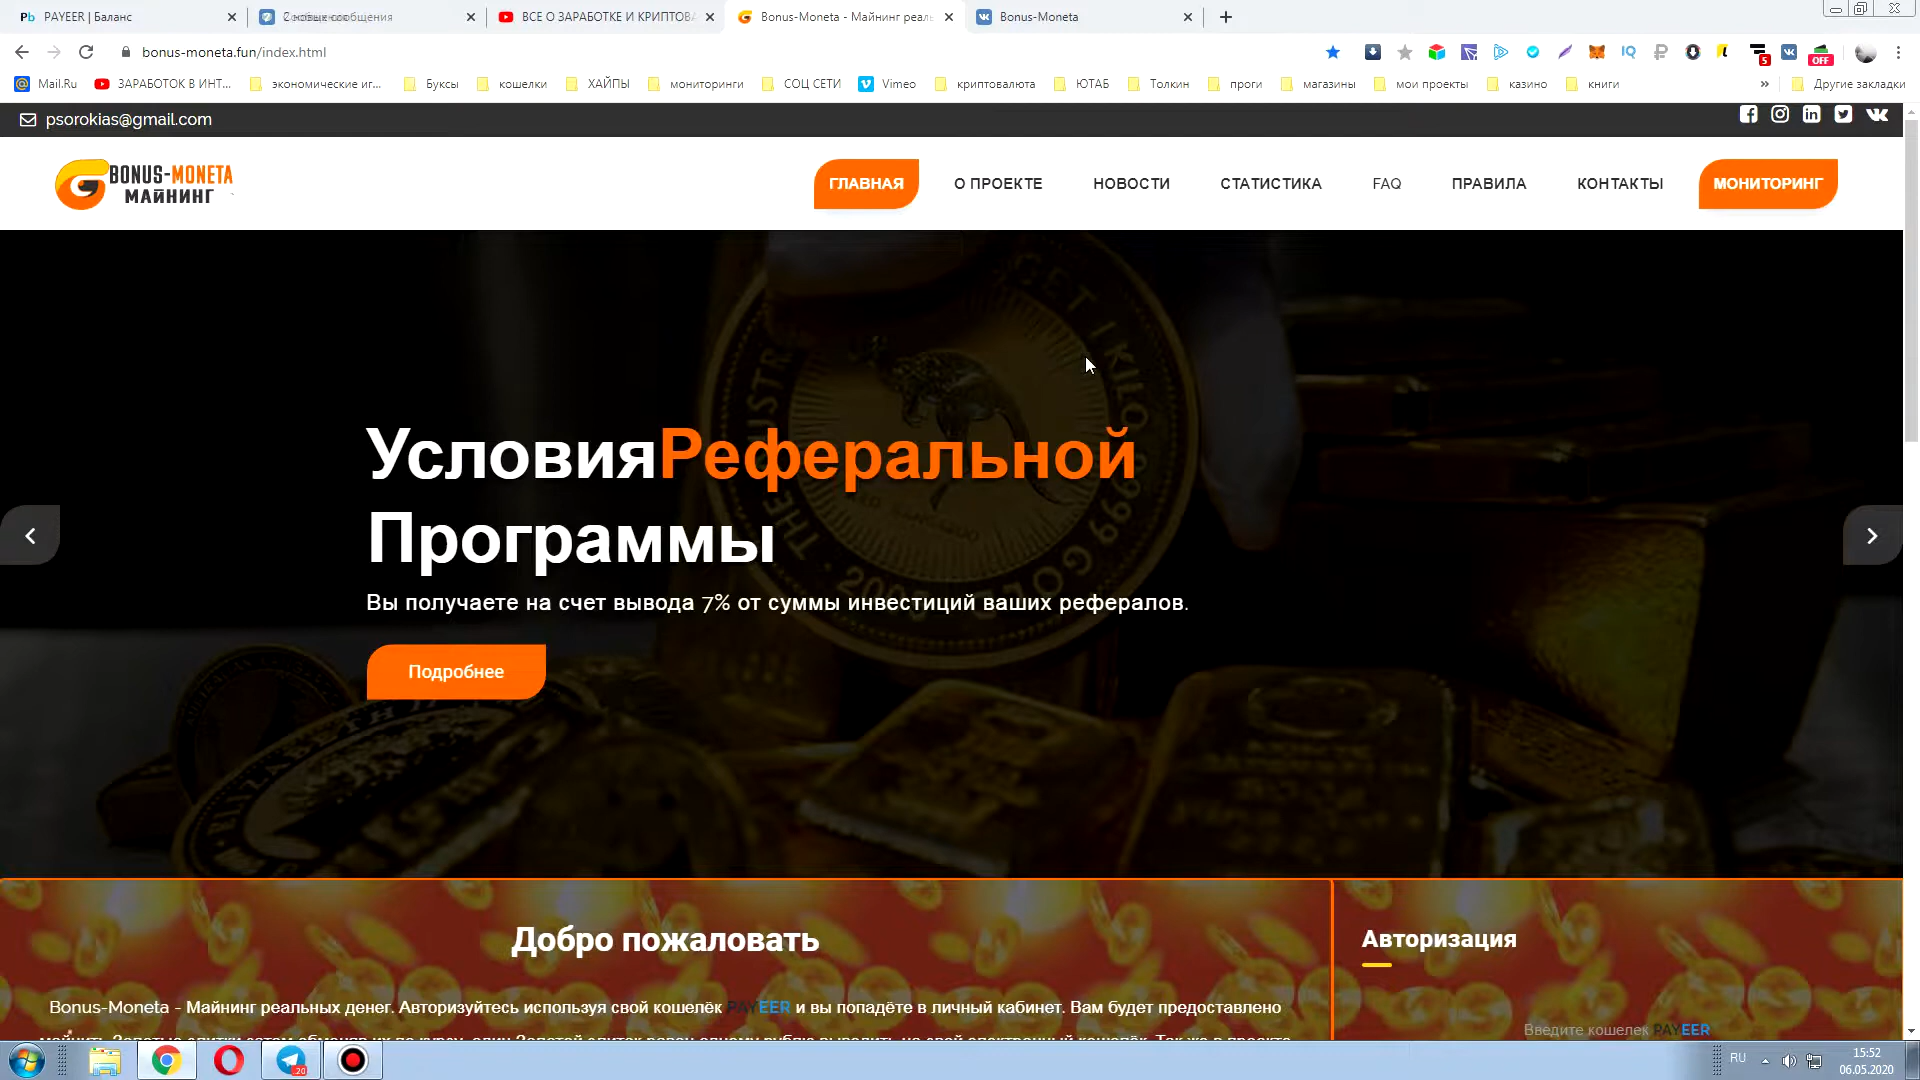 PAYEER | Баланс
ВСЕ О ЗАРАБОТКЕ И КРИПТОВА
Bonus-Moneta - Майнинг реаль
Bonus-Moneta
bonus-moneta.fun/index.html
5
OFF
Mail.Ru
ЗАРАБОТОК В ИНТ...
экономические иг...
Буксы
кошелки
ХАЙПЫ
мониторинги
СОЦ СЕТИ
Vimeo
криптовалюта
ЮТАБ
Толкин
проги
магазины
мои проекты
казино
книги
»
Другие закладки
psorokias@gmail.com
BONUS-MONETA
МАЙНИНГ
ГЛАВНАЯ
О ПРОЕКТЕ
НОВОСТИ
СТАТИСТИКА
FAQ
ПРАВИЛА
КОНТАКТЫ
МОНИТОРИНГ
УсловияРеферальной
Программы
Вы получаете на счет вывода 7% от суммы инвестиций ваших рефералов.
Подробнее
Добро пожаловать
Авторизация
Bonus-Moneta - Майнинг реальных денег. Авторизуйтесь используя свой кошелёк PAYEER и вы попадёте в личный кабинет. Вам будет предоставлено
Введите кошелек PAYEER
20
RU
15:52
06.05.2020